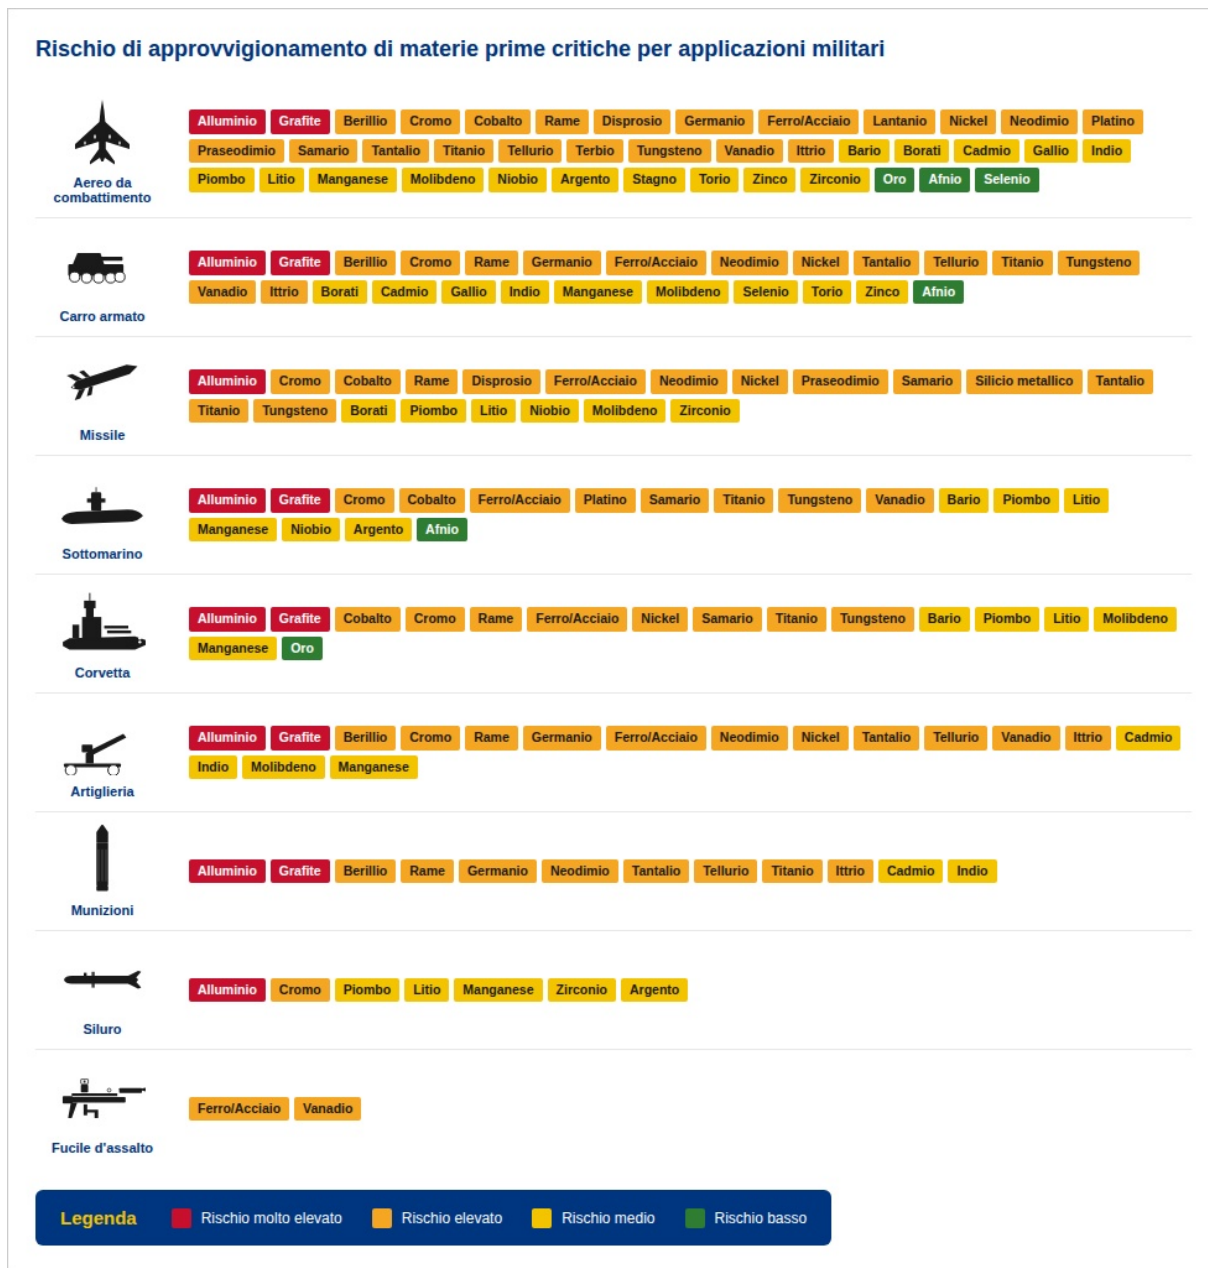 Rischio di approvvigionamento di materie prime critiche per applicazioni militari
Alluminio Grafite Berillio Cromo Cobalto Rame Disprosio Germanio Ferro/Acciaio Lantanio Nickel Neodimio Platino
Praseodimio Samario Tantalio Titanio Tellurio Terbio Tungsteno Vanadio Ittrio Bario Borati Cadmio Gallio Indio
Piombo Litio Manganese Molibdeno Niobio Argento Stagno Torio Zinco Zirconio Oro Afnio Selenio
Aereo da
combattimento
Alluminio Grafite Berillio Cromo Rame Germanio Ferro/Acciaio Neodimio Nickel Tantalio Tellurio Titanio Tungsteno
Vanadio Ittrio Borati Cadmio Gallio Indio Manganese Molibdeno Selenio Torio Zinco Afnio
Carro armato
Alluminio Cromo Cobalto Rame Disprosio Ferro/Acciaio Neodimio Nickel Praseodimio Samario Silicio metallico Tantalio
Titanio Tungsteno Borati Piombo Litio Niobio Molibdeno Zirconio
Missile
Alluminio Grafite Cromo Cobalto Ferro/Acciaio Platino Samario Titanio Tungsteno Vanadio Bario Piombo Litio
Manganese Niobio Argento Afnio
Sottomarino
Alluminio Grafite Cobalto Cromo Rame Ferro/Acciaio Nickel Samario Titanio Tungsteno Bario Piombo Litio Molibdeno
Manganese Oro
Corvetta
Alluminio Grafite Berillio Cromo Rame Germanio Ferro/Acciaio Neodimio Nickel Tantalio Tellurio Vanadio Ittrio Cadmio
Indio Molibdeno Manganese
Artiglieria
Alluminio Grafite Berillio Rame Germanio Neodimio Tantalio Tellurio Titanio Ittrio Cadmio Indio
Munizioni
Alluminio Cromo Piombo Litio Manganese Zirconio Argento
Siluro
Ferro/Acciaio Vanadio
Fucile d'assalto
Legenda Rischio molto elevato Rischio elevato Rischio medio Rischio basso